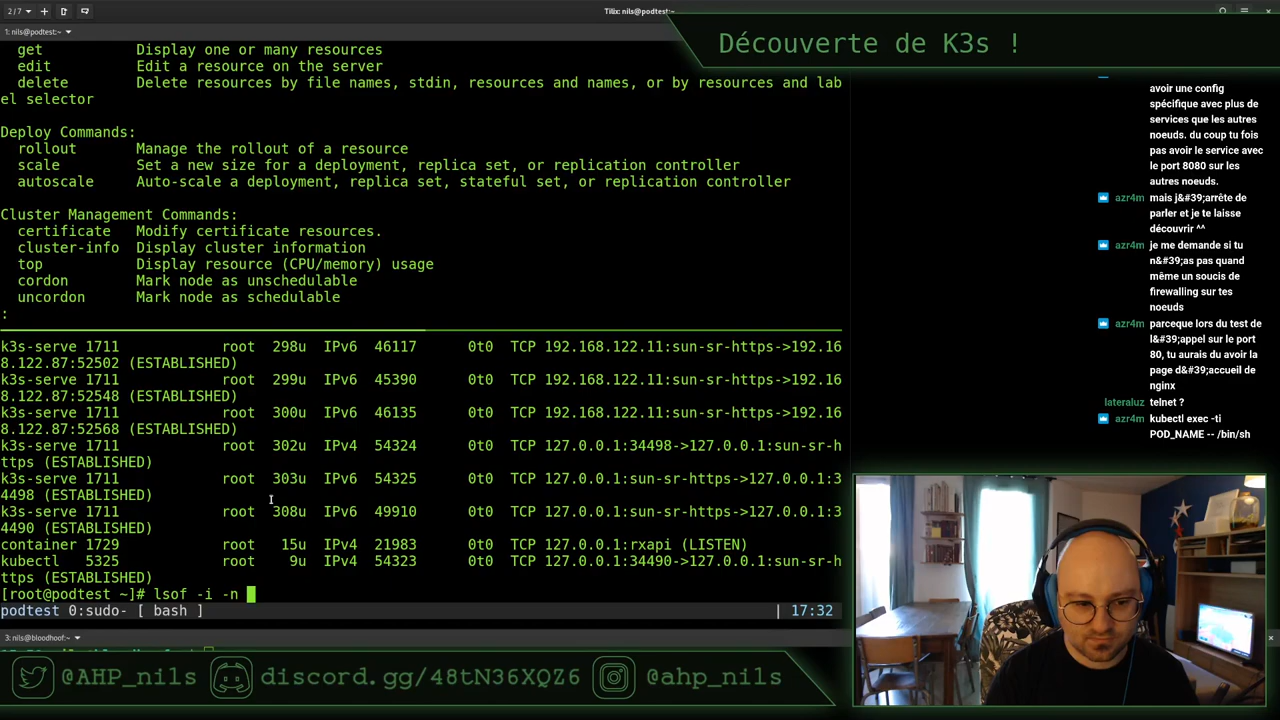 2/7
Tilix: nils@podtest:~
1: nils@podtest:~
Découverte de K3s !
get Display one or many resources
edit Edit a resource on the server
delete Delete resources by file names, stdin, resources and names, or by resources and lab
el selector
Deploy Commands:
rollout Manage the rollout of a resource
scale Set a new size for a deployment, replica set, or replication controller
autoscale Auto-scale a deployment, replica set, stateful set, or replication controller
Cluster Management Commands:
certificate Modify certificate resources.
cluster-info Display cluster information
top Display resource (CPU/memory) usage
cordon Mark node as unschedulable
uncordon Mark node as schedulable
:
k3s-serve 1711 root 298u IPv6 46117 0t0 TCP 192.168.122.11:sun-sr-https->192.16
8.122.87:52502 (ESTABLISHED)
k3s-serve 1711 root 299u IPv6 45390 0t0 TCP 192.168.122.11:sun-sr-https->192.16
8.122.87:52548 (ESTABLISHED)
k3s-serve 1711 root 300u IPv6 46135 0t0 TCP 192.168.122.11:sun-sr-https->192.16
8.122.87:52568 (ESTABLISHED)
k3s-serve 1711 root 302u IPv4 54324 0t0 TCP 127.0.0.1:34498->127.0.0.1:sun-sr-h
ttps (ESTABLISHED)
k3s-serve 1711 root 303u IPv6 54325 0t0 TCP 127.0.0.1:sun-sr-https->127.0.0.1:3
4498 (ESTABLISHED)
k3s-serve 1711 root 308u IPv6 49910 0t0 TCP 127.0.0.1:sun-sr-https->127.0.0.1:3
4490 (ESTABLISHED)
container 1729 root 15u IPv4 21983 0t0 TCP 127.0.0.1:rxapi (LISTEN)
kubectl 5325 root 9u IPv4 54323 0t0 TCP 127.0.0.1:34490->127.0.0.1:sun-sr-h
ttps (ESTABLISHED)
[root@podtest ~]# lsof -i -n
podtest 0:sudo- [ bash ] | 17:32
3: nils@bloodhoof:~
avoir une config
spécifique avec plus de
services que les autres
noeuds. du coup tu fois
pas avoir le service avec
le port 8080 sur les
autres noeuds.
azr4m mais j&#39;arrête de
parler et je te laisse
découvrir ^^
azr4m je me demande si tu
n&#39;as pas quand
même un soucis de
firewalling sur tes
noeuds
azr4m parceque lors du test de
l&#39;appel sur le port
80, tu aurais du avoir la
page d&#39;accueil de
nginx
lateraluz telnet ?
azr4m kubectl exec -ti
POD_NAME -- /bin/sh
@AHP_nils
discord.gg/48tN36XQZ6
@ahp_nils